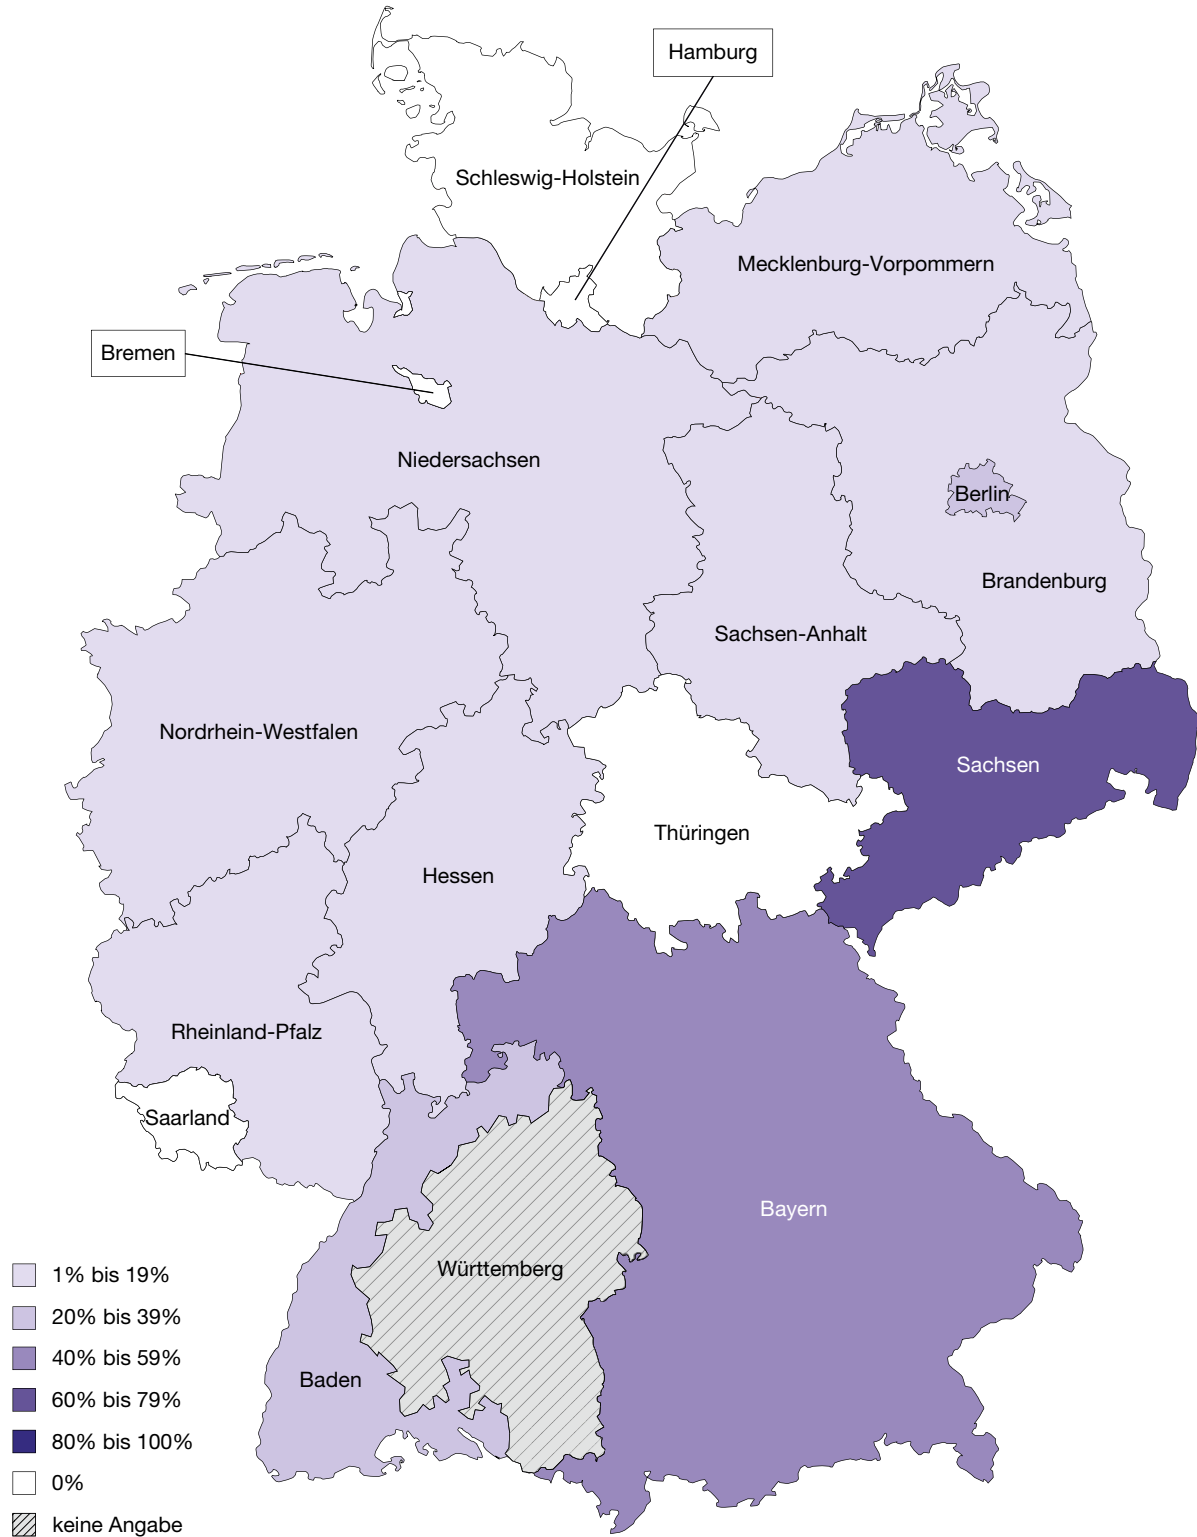 Hamburg
Schleswig-Holstein
Mecklenburg-Vorpommern
Bremen
Niedersachsen
Berlin
Brandenburg
Sachsen-Anhalt
Nordrhein-Westfalen
Sachsen
Thüringen
Hessen
Rheinland-Pfalz
Saarland
Bayern
Württemberg
Baden
1% bis 19%
20% bis 39%
40% bis 59%
60% bis 79%
80% bis 100%
0%
keine Angabe